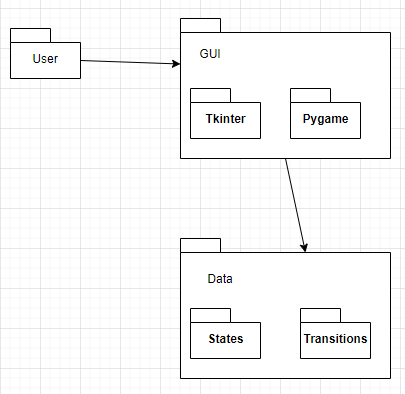 User
GUI
Tkinter
Pygame
Data
States
Transitions